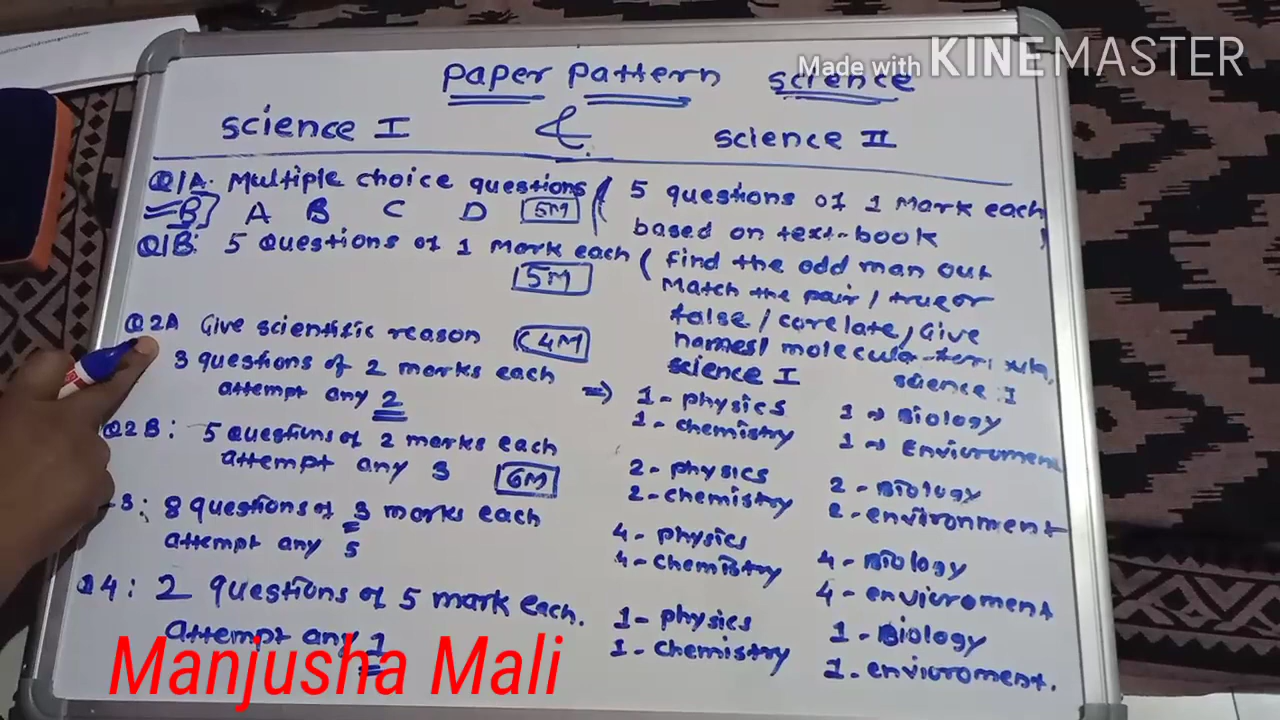 Made with KINEMASTER
Paper Pattern science
science I & science II
Q1A. Multiple choice questions ( 5 questions of 1 Mark each
B] A B C D 5M based on text-book )
Q1B: 5 Questions of 1 Mark each ( find the odd man out
5M Match the pair / true or
false / corelate / Give
Q2A Give scientific reason (4M names/ molecular
3 questions of 2 marks each science I science I
attempt any 2 ⇒ 1 - physics 1 → Biology
1 - chemistry 1 → Enviroment
Q2B: 5 questions of 2 marks each
attempt any 3 6M 2 - physics 2 - Biology
2 - chemistry 2 - environment
3: 8 questions of 3 marks each
attempt any 5 4 - physics 4 - Biology
4 - chemistry 4 - enviroment
Q4: 2 questions of 5 mark each. 1 - physics 1 - Biology
attempt any 1 1 - chemistry 1. enviroment.
Manjusha Mali